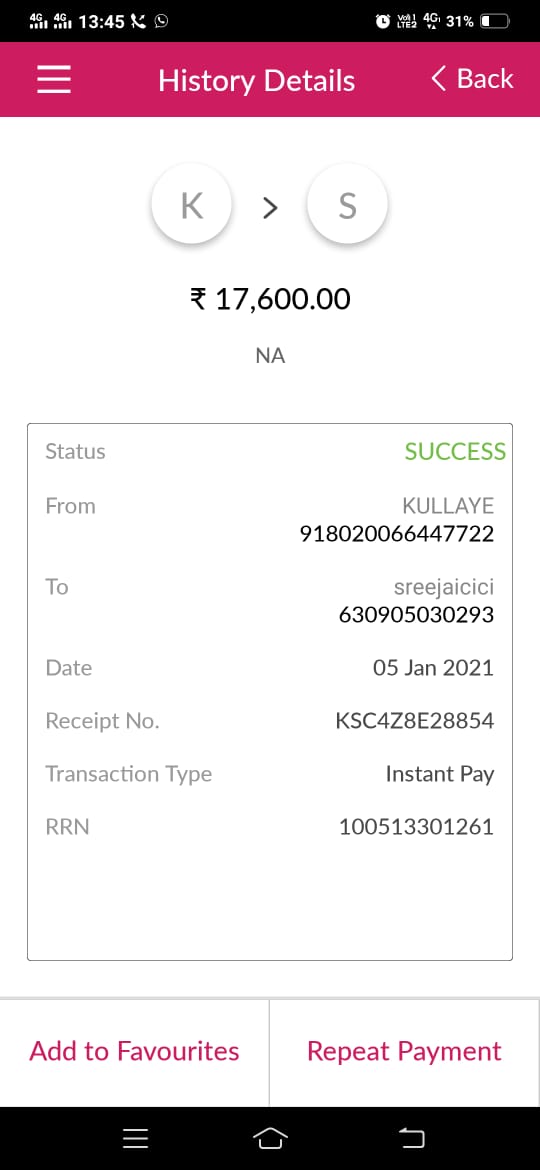 4G 4G 13:45
VoLTE2 4G 31%
History Details
< Back
K > S
₹ 17,600.00
NA
Status SUCCESS
From KULLAYE
918020066447722
To sreejaicici
630905030293
Date 05 Jan 2021
Receipt No. KSC4Z8E28854
Transaction Type Instant Pay
RRN 100513301261
Add to Favourites
Repeat Payment